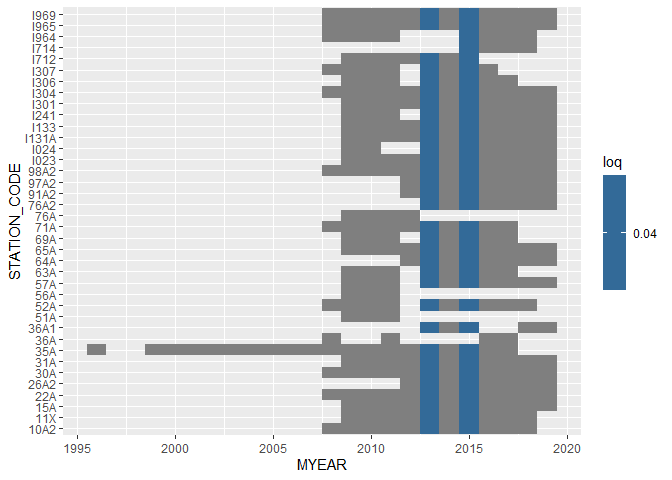 I969
I965
I964
I714
I712
I307
I306
I304
I301
I241
I133
I131A
I024
I023
98A2
97A2
91A2
76A2
76A
71A
69A
65A
64A
63A
57A
56A
52A
51A
36A1
36A
35A
31A
30A
26A2
22A
15A
11X
10A2
STATION_CODE
1995 2000 2005 2010 2015 2020
MYEAR
loq
0.04